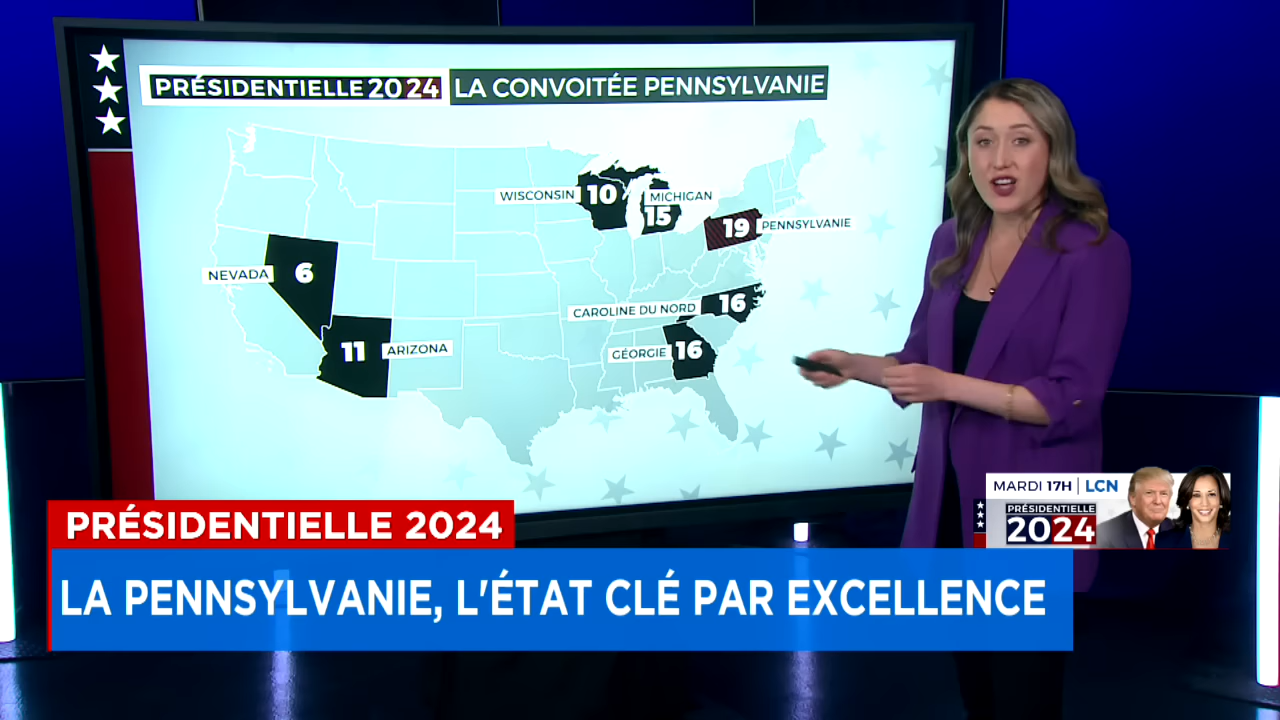 PRÉSIDENTIELLE 2024 LA CONVOITÉE PENNSYLVANIE
WISCONSIN 10
MICHIGAN
15
19 PENNSYLVANIE
NEVADA 6
CAROLINE DU NORD 16
11 ARIZONA
GÉORGIE 16
MARDI 17H | LCN
PRÉSIDENTIELLE
2024
PRÉSIDENTIELLE 2024
LA PENNSYLVANIE, L'ÉTAT CLÉ PAR EXCELLENCE